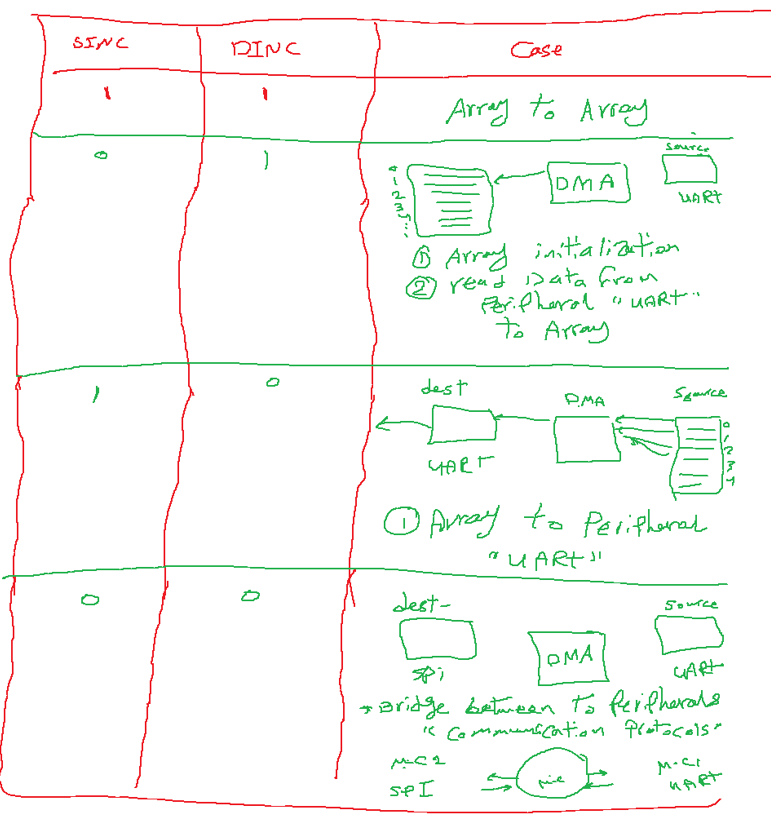 SINC DINC Case
1 1 Array to Array
0 1
source
0
1
2
3
4
DMA
UART
① Array initialization
② read Data from
Peripheral "UART"
to Array
1 0
dest DMA Source
0
1
2
3
4
UART
① Array to Peripheral
"UART"
0 0
dest Source
DMA
SPi UART
Bridge between to Peripherals
"Communication Protocols"
M.C2 M.C1
SPI UART